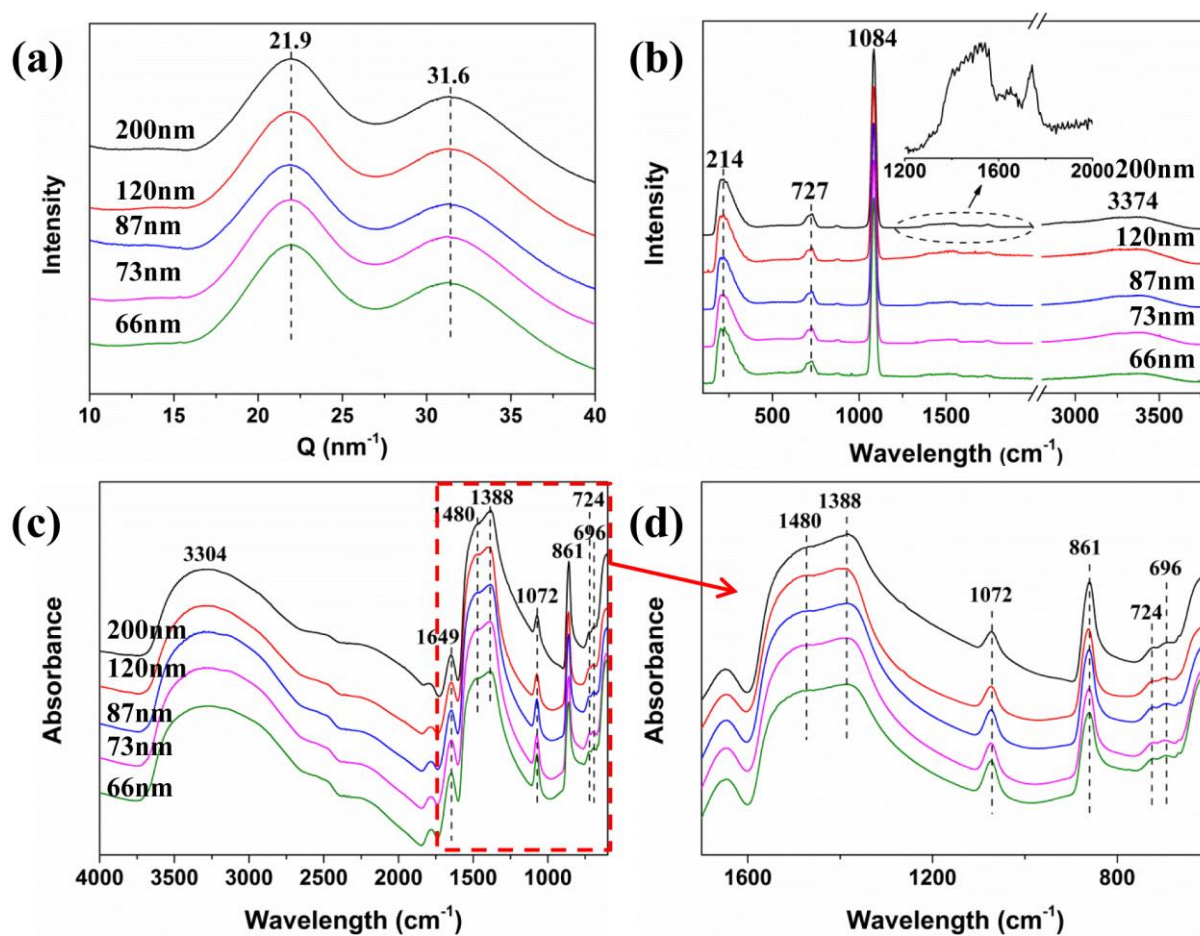 (a)
21.9
31.6
200nm
120nm
87nm
73nm
66nm
Intensity
10 15 20 25 30 35 40
Q (nm⁻¹)
(b)
1084
214
727
1200 1600 2000
200nm
3374
120nm
87nm
73nm
66nm
Intensity
500 1000 1500 3000 3500
Wavelength (cm⁻¹)
(c)
3304
1649
1480
1388
1072
861
724
696
200nm
120nm
87nm
73nm
66nm
Absorbance
4000 3500 3000 2500 2000 1500 1000
Wavelength (cm⁻¹)
(d)
1480
1388
1072
861
724
696
Absorbance
1600 1200 800
Wavelength (cm⁻¹)